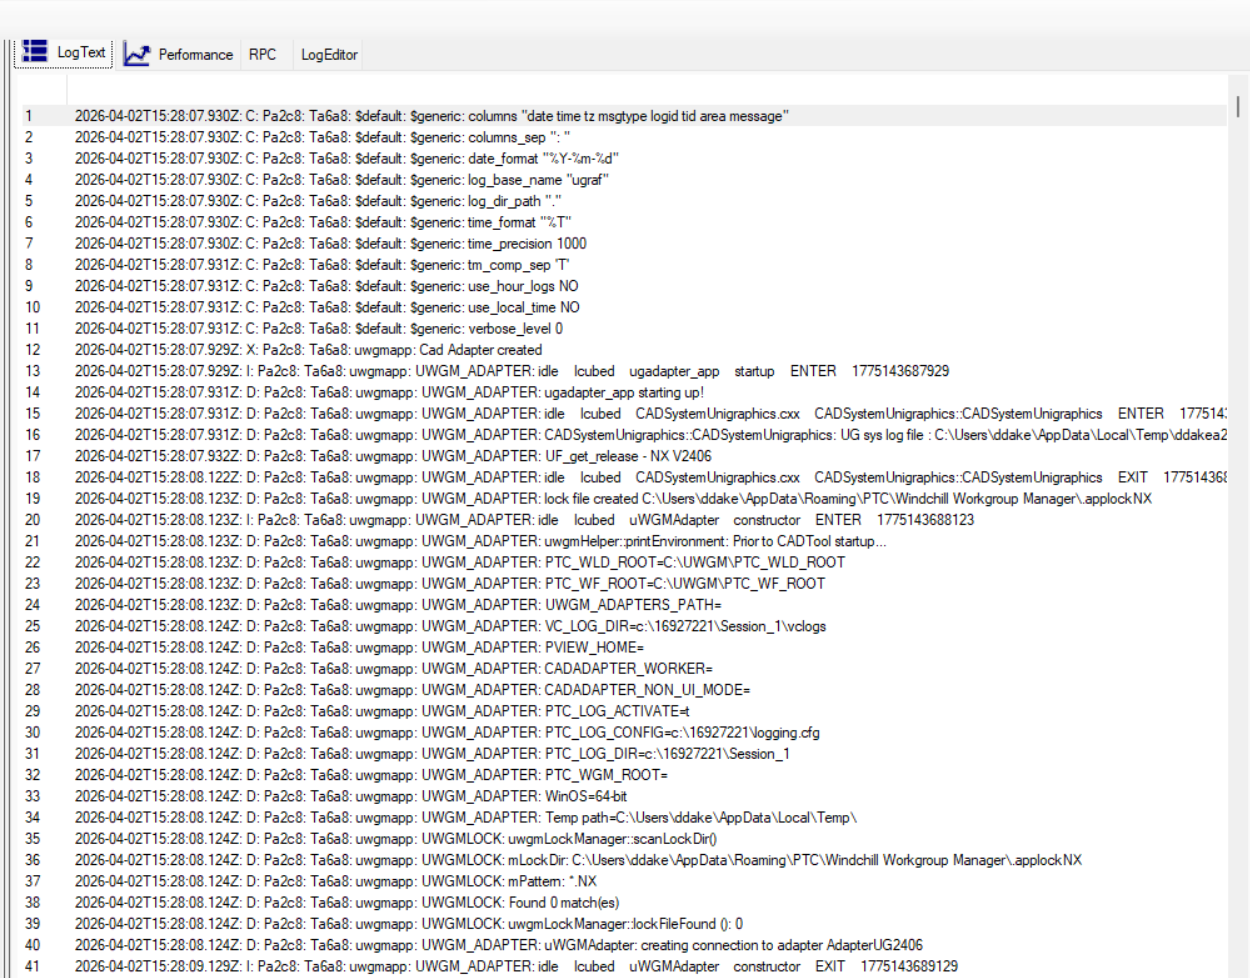 LogText Performance RPC LogEditor
1 2026-04-02T15:28:07.930Z: C: Pa2c8: Ta6a8: $default: $generic: columns "date time tz msgtype logid tid area message"
2 2026-04-02T15:28:07.930Z: C: Pa2c8: Ta6a8: $default: $generic: columns_sep ": "
3 2026-04-02T15:28:07.930Z: C: Pa2c8: Ta6a8: $default: $generic: date_format "%Y-%m-%d"
4 2026-04-02T15:28:07.930Z: C: Pa2c8: Ta6a8: $default: $generic: log_base_name "ugraf"
5 2026-04-02T15:28:07.930Z: C: Pa2c8: Ta6a8: $default: $generic: log_dir_path "."
6 2026-04-02T15:28:07.930Z: C: Pa2c8: Ta6a8: $default: $generic: time_format "%T"
7 2026-04-02T15:28:07.930Z: C: Pa2c8: Ta6a8: $default: $generic: time_precision 1000
8 2026-04-02T15:28:07.931Z: C: Pa2c8: Ta6a8: $default: $generic: tm_comp_sep 'T'
9 2026-04-02T15:28:07.931Z: C: Pa2c8: Ta6a8: $default: $generic: use_hour_logs NO
10 2026-04-02T15:28:07.931Z: C: Pa2c8: Ta6a8: $default: $generic: use_local_time NO
11 2026-04-02T15:28:07.931Z: C: Pa2c8: Ta6a8: $default: $generic: verbose_level 0
12 2026-04-02T15:28:07.929Z: X: Pa2c8: Ta6a8: uwgmapp: Cad Adapter created
13 2026-04-02T15:28:07.929Z: I: Pa2c8: Ta6a8: uwgmapp: UWGM_ADAPTER: idle Icubed ugadapter_app startup ENTER 1775143687929
14 2026-04-02T15:28:07.931Z: D: Pa2c8: Ta6a8: uwgmapp: UWGM_ADAPTER: ugadapter_app starting up!
15 2026-04-02T15:28:07.931Z: D: Pa2c8: Ta6a8: uwgmapp: UWGM_ADAPTER: idle Icubed CADSystemUnigraphics.cxx CADSystemUnigraphics::CADSystemUnigraphics ENTER 177514
16 2026-04-02T15:28:07.931Z: D: Pa2c8: Ta6a8: uwgmapp: UWGM_ADAPTER: CADSystemUnigraphics::CADSystemUnigraphics: UG sys log file : C:\Users\ddake\AppData\Local\Temp\ddakea2
17 2026-04-02T15:28:07.932Z: D: Pa2c8: Ta6a8: uwgmapp: UWGM_ADAPTER: UF_get_release - NX V2406
18 2026-04-02T15:28:08.122Z: D: Pa2c8: Ta6a8: uwgmapp: UWGM_ADAPTER: idle Icubed CADSystemUnigraphics.cxx CADSystemUnigraphics::CADSystemUnigraphics EXIT 177514368
19 2026-04-02T15:28:08.123Z: D: Pa2c8: Ta6a8: uwgmapp: UWGM_ADAPTER: lock file created C:\Users\ddake\AppData\Roaming\PTC\Windchill Workgroup Manager\.applockNX
20 2026-04-02T15:28:08.123Z: I: Pa2c8: Ta6a8: uwgmapp: UWGM_ADAPTER: idle Icubed uWGMAdapter constructor ENTER 1775143688123
21 2026-04-02T15:28:08.123Z: D: Pa2c8: Ta6a8: uwgmapp: UWGM_ADAPTER: uwgmHelper::printEnvironment: Prior to CADTool startup...
22 2026-04-02T15:28:08.123Z: D: Pa2c8: Ta6a8: uwgmapp: UWGM_ADAPTER: PTC_WLD_ROOT=C:\UWGM\PTC_WLD_ROOT
23 2026-04-02T15:28:08.123Z: D: Pa2c8: Ta6a8: uwgmapp: UWGM_ADAPTER: PTC_WF_ROOT=C:\UWGM\PTC_WF_ROOT
24 2026-04-02T15:28:08.123Z: D: Pa2c8: Ta6a8: uwgmapp: UWGM_ADAPTER: UWGM_ADAPTERS_PATH=
25 2026-04-02T15:28:08.124Z: D: Pa2c8: Ta6a8: uwgmapp: UWGM_ADAPTER: VC_LOG_DIR=c:\16927221\Session_1\vclogs
26 2026-04-02T15:28:08.124Z: D: Pa2c8: Ta6a8: uwgmapp: UWGM_ADAPTER: PVIEW_HOME=
27 2026-04-02T15:28:08.124Z: D: Pa2c8: Ta6a8: uwgmapp: UWGM_ADAPTER: CADADAPTER_WORKER=
28 2026-04-02T15:28:08.124Z: D: Pa2c8: Ta6a8: uwgmapp: UWGM_ADAPTER: CADADAPTER_NON_UI_MODE=
29 2026-04-02T15:28:08.124Z: D: Pa2c8: Ta6a8: uwgmapp: UWGM_ADAPTER: PTC_LOG_ACTIVATE=t
30 2026-04-02T15:28:08.124Z: D: Pa2c8: Ta6a8: uwgmapp: UWGM_ADAPTER: PTC_LOG_CONFIG=c:\16927221\logging.cfg
31 2026-04-02T15:28:08.124Z: D: Pa2c8: Ta6a8: uwgmapp: UWGM_ADAPTER: PTC_LOG_DIR=c:\16927221\Session_1
32 2026-04-02T15:28:08.124Z: D: Pa2c8: Ta6a8: uwgmapp: UWGM_ADAPTER: PTC_WGM_ROOT=
33 2026-04-02T15:28:08.124Z: D: Pa2c8: Ta6a8: uwgmapp: UWGM_ADAPTER: WinOS=64-bit
34 2026-04-02T15:28:08.124Z: D: Pa2c8: Ta6a8: uwgmapp: UWGM_ADAPTER: Temp path=C:\Users\ddake\AppData\Local\Temp\
35 2026-04-02T15:28:08.124Z: D: Pa2c8: Ta6a8: uwgmapp: UWGMLOCK: uwgmLockManager::scanLockDir()
36 2026-04-02T15:28:08.124Z: D: Pa2c8: Ta6a8: uwgmapp: UWGMLOCK: mLockDir: C:\Users\ddake\AppData\Roaming\PTC\Windchill Workgroup Manager\.applockNX
37 2026-04-02T15:28:08.124Z: D: Pa2c8: Ta6a8: uwgmapp: UWGMLOCK: mPattern: *.NX
38 2026-04-02T15:28:08.124Z: D: Pa2c8: Ta6a8: uwgmapp: UWGMLOCK: Found 0 match(es)
39 2026-04-02T15:28:08.124Z: D: Pa2c8: Ta6a8: uwgmapp: UWGMLOCK: uwgmLockManager::lockFileFound (): 0
40 2026-04-02T15:28:08.124Z: D: Pa2c8: Ta6a8: uwgmapp: UWGM_ADAPTER: uWGMAdapter: creating connection to adapter AdapterUG2406
41 2026-04-02T15:28:09.129Z: I: Pa2c8: Ta6a8: uwgmapp: UWGM_ADAPTER: idle Icubed uWGMAdapter constructor EXIT 1775143689129